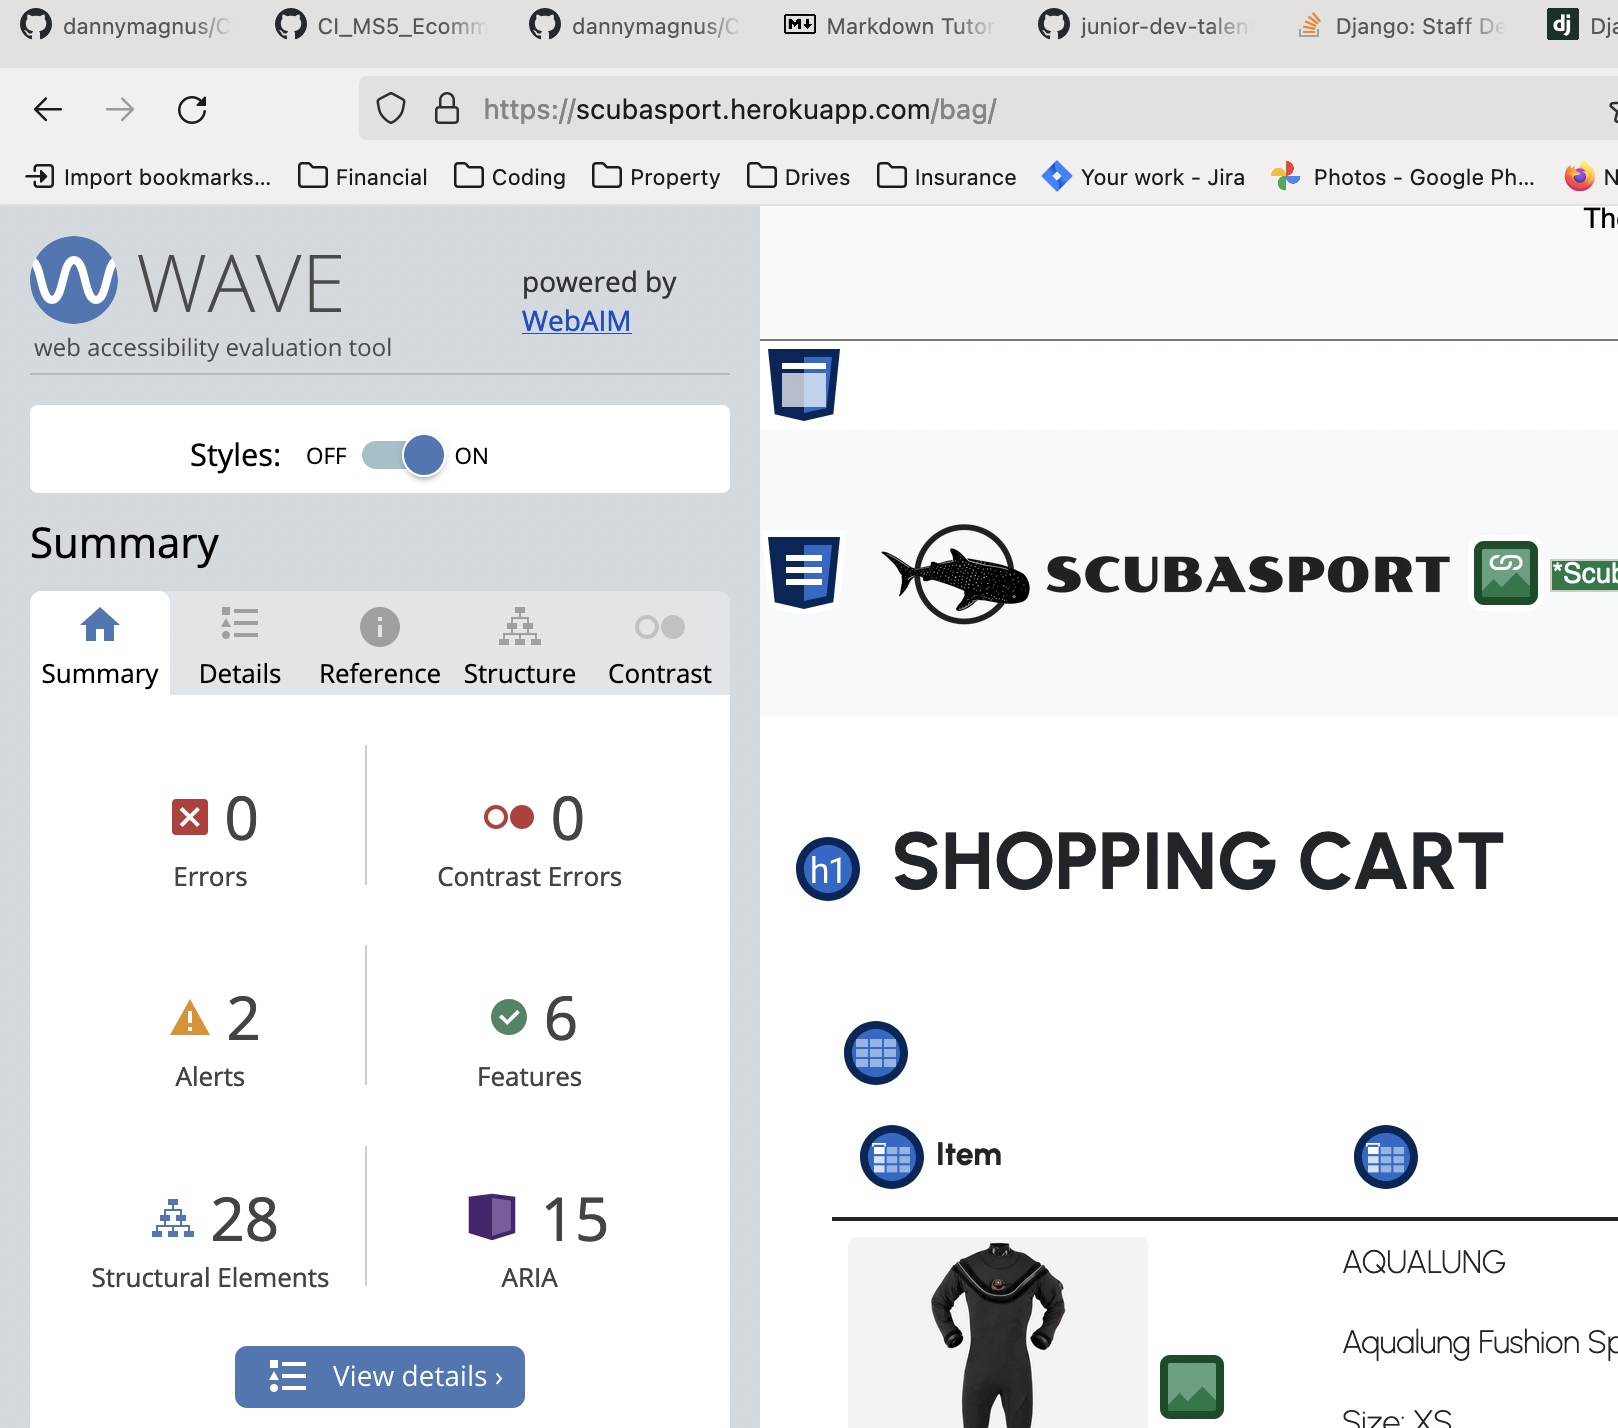 dannymagnus/C
CI_MS5_Ecomm
dannymagnus/C
Markdown Tutor
junior-dev-talen
Django: Staff De
dj
Dja
https://scubasport.herokuapp.com/bag/
Import bookmarks...
Financial
Coding
Property
Drives
Insurance
Your work - Jira
Photos - Google Ph...
N
The
WAVE
powered by
WebAIM
web accessibility evaluation tool
Styles: OFF ON
Summary
Summary
Details
Reference
Structure
Contrast
0
Errors
0
Contrast Errors
2
Alerts
6
Features
28
Structural Elements
15
ARIA
View details ›
SCUBASPORT
*Scub
h1
SHOPPING CART
Item
AQUALUNG
Aqualung Fushion Sp
Size: XS